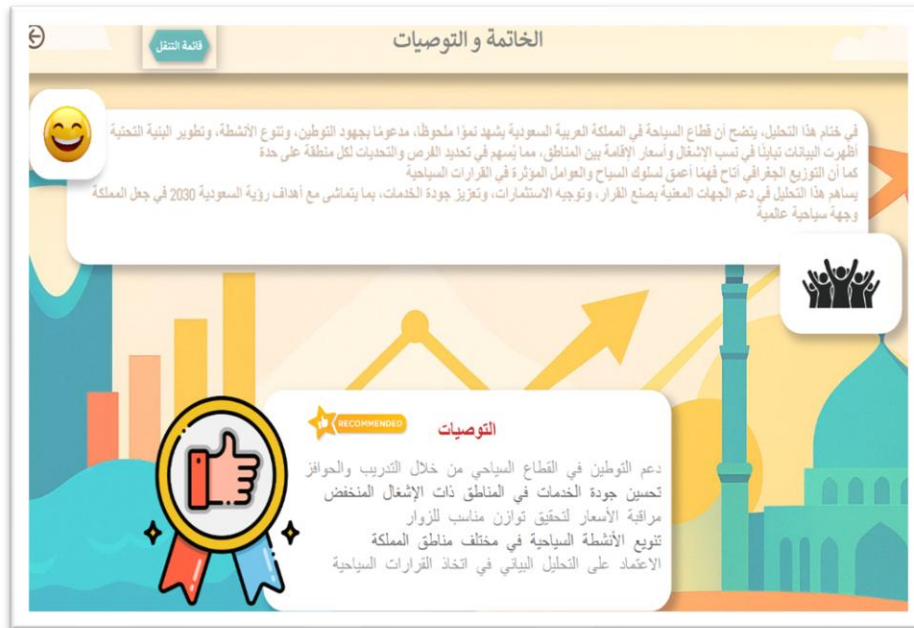 الخاتمة و التوصيات
قائمة التنقل
في ختام هذا التحليل، يتضح أن قطاع السياحة في المملكة العربية السعودية يشهد نموًا ملحوظًا، مدعومًا بجهود التوطين، وتنوع الأنشطة، وتطوير البنية التحتية
أظهرت البيانات تباينًا في نسب الإشغال وأسعار الإقامة بين المناطق، مما يُسهم في تحديد الفرص والتحديات لكل منطقة على حدة
كما أن التوزيع الجغرافي أتاح فهمًا أعمق لسلوك السياح والعوامل المؤثرة في القرارات السياحية
يساهم هذا التحليل في دعم الجهات المعنية بصنع القرار، وتوجيه الاستثمارات، وتعزيز جودة الخدمات، بما يتماشى مع أهداف رؤية السعودية 2030 في جعل المملكة
وجهة سياحية عالمية
التوصيات
RECOMMENDED
دعم التوطين في القطاع السياحي من خلال التدريب والحوافز
تحسين جودة الخدمات في المناطق ذات الإشغال المنخفض
مراقبة الأسعار لتحقيق توازن مناسب للزوار
تنويع الأنشطة السياحية في مختلف مناطق المملكة
الاعتماد على التحليل البياني في اتخاذ القرارات السياحية